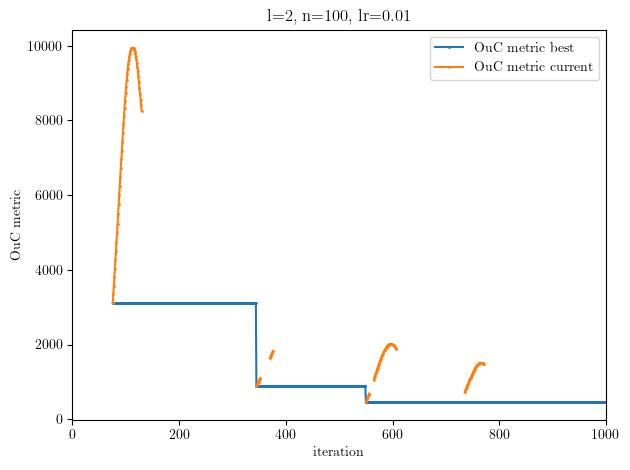 l=2, n=100, lr=0.01
OuC metric best
OuC metric current
10000
8000
6000
4000
2000
0
OuC metric
0 200 400 600 800 1000
iteration